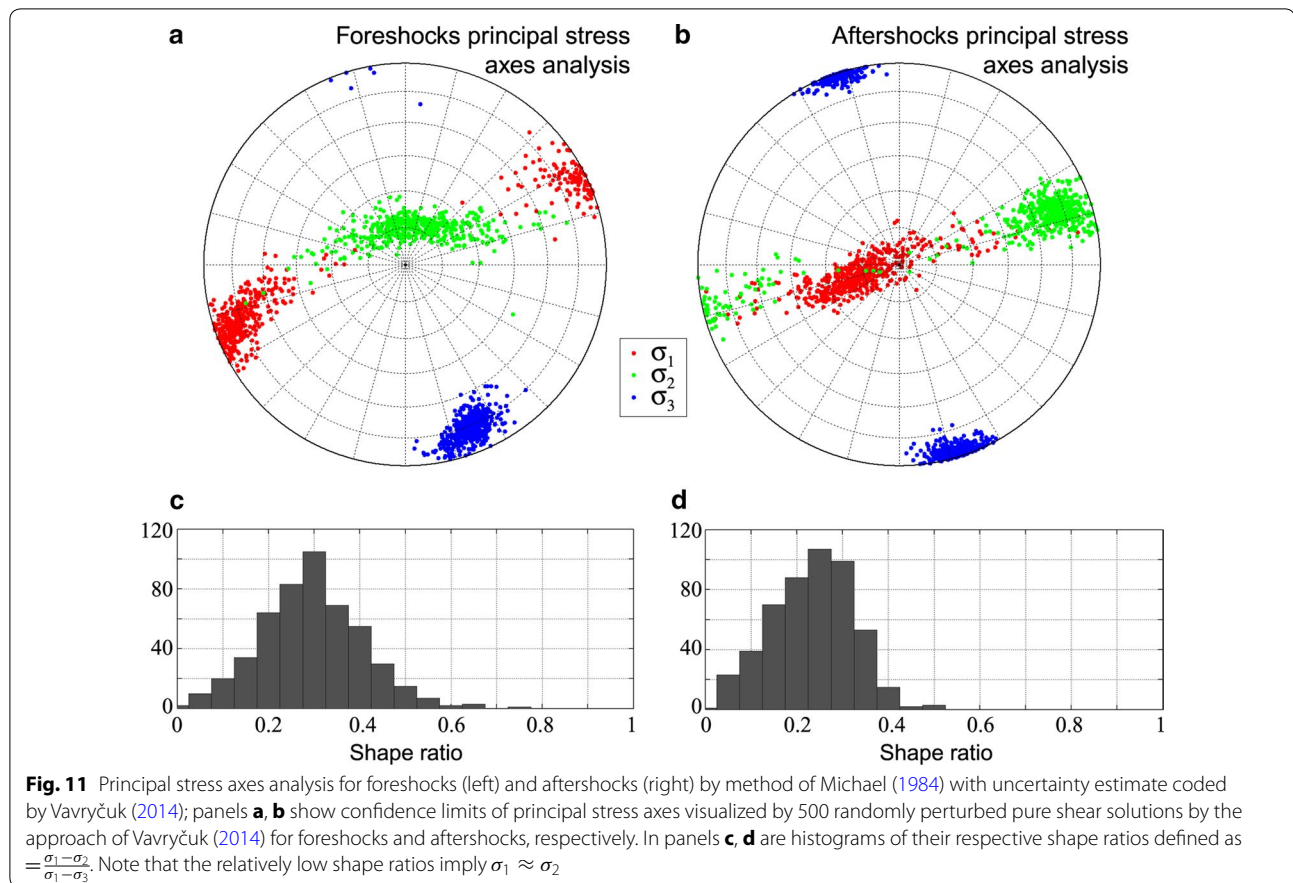 a
Foreshocks principal stress
axes analysis
b
Aftershocks principal stress
axes analysis
σ1
σ2
σ3
c
120
80
40
0
0.2
0.4
0.6
0.8
1
Shape ratio
d
120
80
40
0
0
0.2
0.4
0.6
0.8
1
Shape ratio
Fig. 11 Principal stress axes analysis for foreshocks (left) and aftershocks (right) by method of Michael (1984) with uncertainty estimate coded
by Vavryčuk (2014); panels a, b show confidence limits of principal stress axes visualized by 500 randomly perturbed pure shear solutions by the
approach of Vavryčuk (2014) for foreshocks and aftershocks, respectively. In panels c, d are histograms of their respective shape ratios defined as
= σ1−σ2 / σ1−σ3. Note that the relatively low shape ratios imply σ1 ≈ σ2